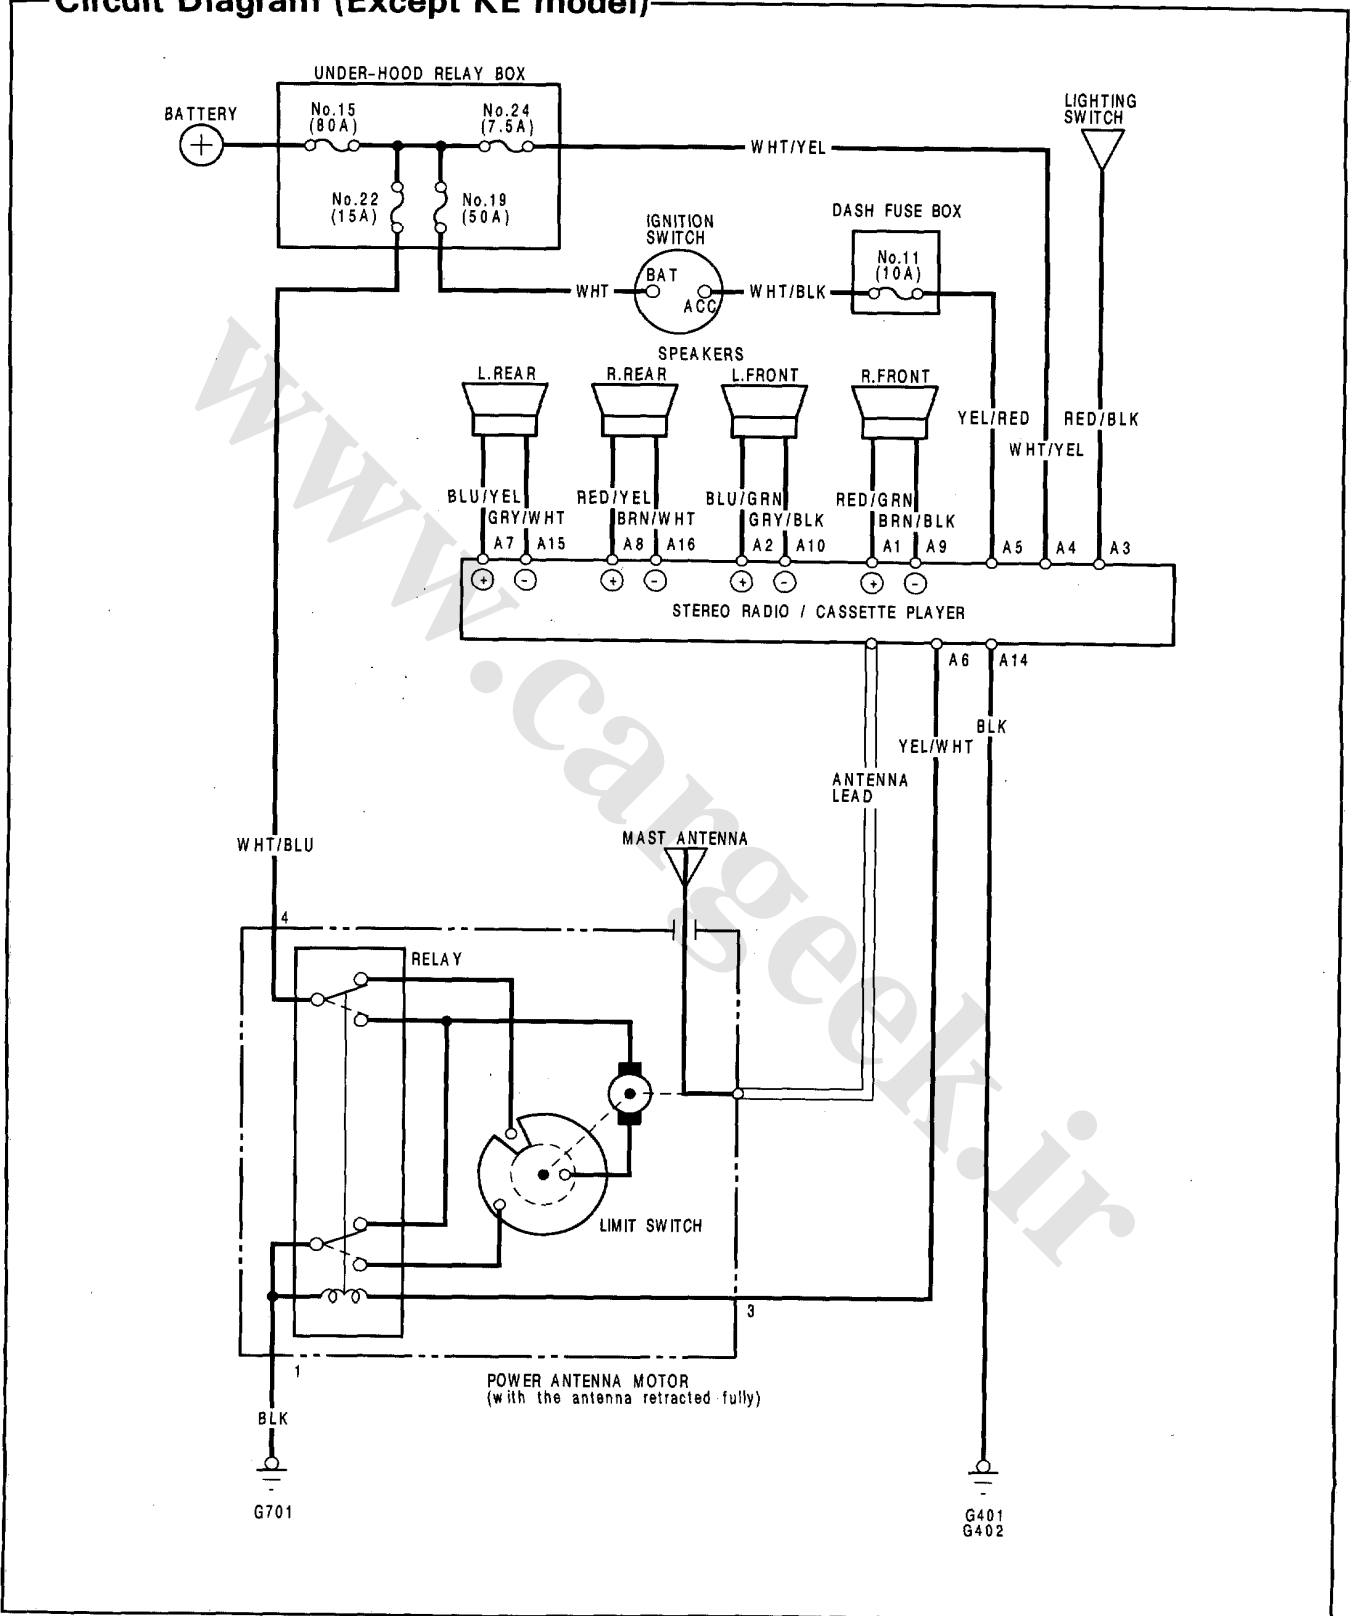 Circuit Diagram (Except KE model)
UNDER-HOOD RELAY BOX
BATTERY
No.15
(80A)
No.24
(7.5A)
LIGHTING
SWITCH
WHT/YEL
No.22
(15A)
No.19
(50A)
DASH FUSE BOX
IGNITION
SWITCH
No.11
(10A)
BAT
WHT
WHT/BLK
ACC
SPEAKERS
L.REAR
R.REAR
L.FRONT
R.FRONT
YEL/RED
RED/BLK
WHT/YEL
BLU/YEL
RED/YEL
BLU/GRN
RED/GRN
GRY/WHT
BRN/WHT
GRY/BLK
BRN/BLK
A7
A15
A8
A16
A2
A10
A1
A9
A5
A4
A3
+
-
+
-
+
-
+
-
STEREO RADIO / CASSETTE PLAYER
A6
A14
BLK
YEL/WHT
ANTENNA
LEAD
MAST ANTENNA
WHT/BLU
4
RELAY
LIMIT SWITCH
3
1
POWER ANTENNA MOTOR
(with the antenna retracted fully)
BLK
G701
G401
G402
www.cargeek.ir